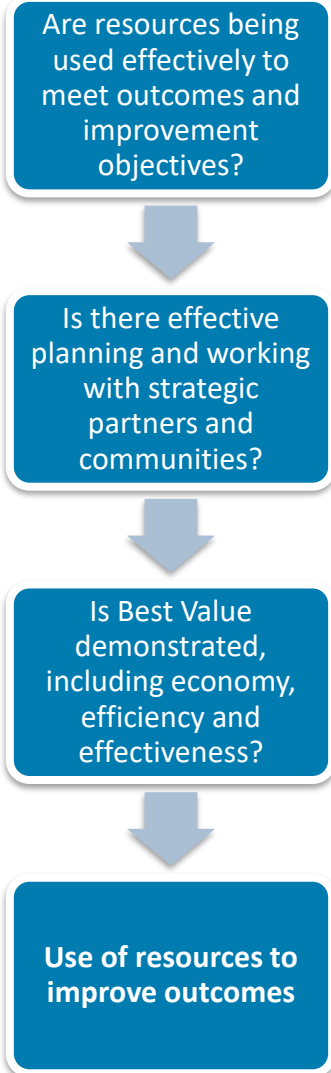 Are resources being
used effectively to
meet outcomes and
improvement
objectives?
Is there effective
planning and working
with strategic
partners and
communities?
Is Best Value
demonstrated,
including economy,
efficiency and
effectiveness?
Use of resources to
improve outcomes